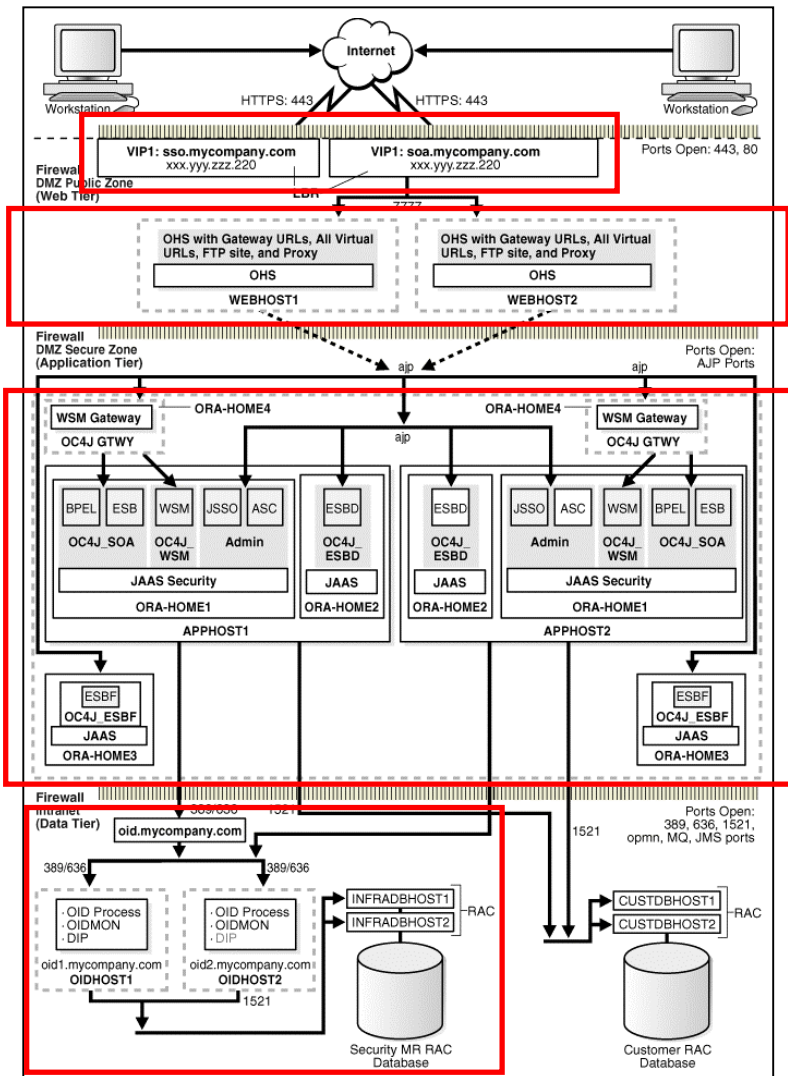 Internet
Workstation
Workstation
HTTPS: 443
HTTPS: 443
VIP1: sso.mycompany.com
xxx.yyy.zzz.220
VIP1: soa.mycompany.com
xxx.yyy.zzz.220
Ports Open: 443, 80
Firewall
DMZ Public Zone
(Web Tier)
LBR
7777
OHS with Gateway URLs, All Virtual
URLs, FTP site, and Proxy
OHS
WEBHOST1
OHS with Gateway URLs, All Virtual
URLs, FTP site, and Proxy
OHS
WEBHOST2
Firewall
DMZ Secure Zone
(Application Tier)
Ports Open:
AJP Ports
ajp
ajp
WSM Gateway
ORA-HOME4
OC4J GTWY
ORA-HOME4
WSM Gateway
OC4J GTWY
ajp
BPEL
ESB
WSM
JSSO
ASC
OC4J_SOA
OC4J_
WSM
Admin
JAAS Security
ORA-HOME1
ESBD
OC4J_
ESBD
JAAS
ORA-HOME2
APPHOST1
ESBD
OC4J_
ESBD
JAAS
ORA-HOME2
JSSO
ASC
WSM
BPEL
ESB
Admin
OC4J_
WSM
OC4J_SOA
JAAS Security
ORA-HOME1
APPHOST2
ESBF
OC4J_ESBF
JAAS
ORA-HOME3
ESBF
OC4J_ESBF
JAAS
ORA-HOME3
Firewall
Intranet
(Data Tier)
389/636
1521
Ports Open:
389, 636, 1521,
opmn, MQ, JMS ports
oid.mycompany.com
1521
389/636
389/636
· OID Process
· OIDMON
· DIP
oid1.mycompany.com
OIDHOST1
· OID Process
· OIDMON
· DIP
oid2.mycompany.com
OIDHOST2
1521
INFRADBHOST1
INFRADBHOST2
RAC
Security MR RAC
Database
CUSTDBHOST1
CUSTDBHOST2
RAC
Customer RAC
Database